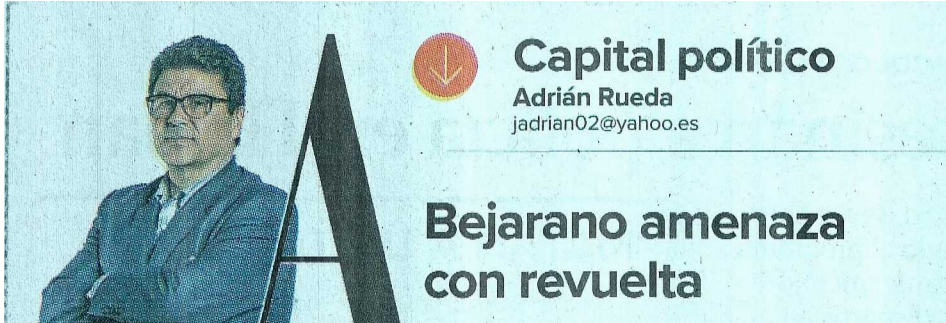 Capital político
Adrián Rueda
jadrian02@yahoo.es
A
Bejarano amenaza
con revuelta